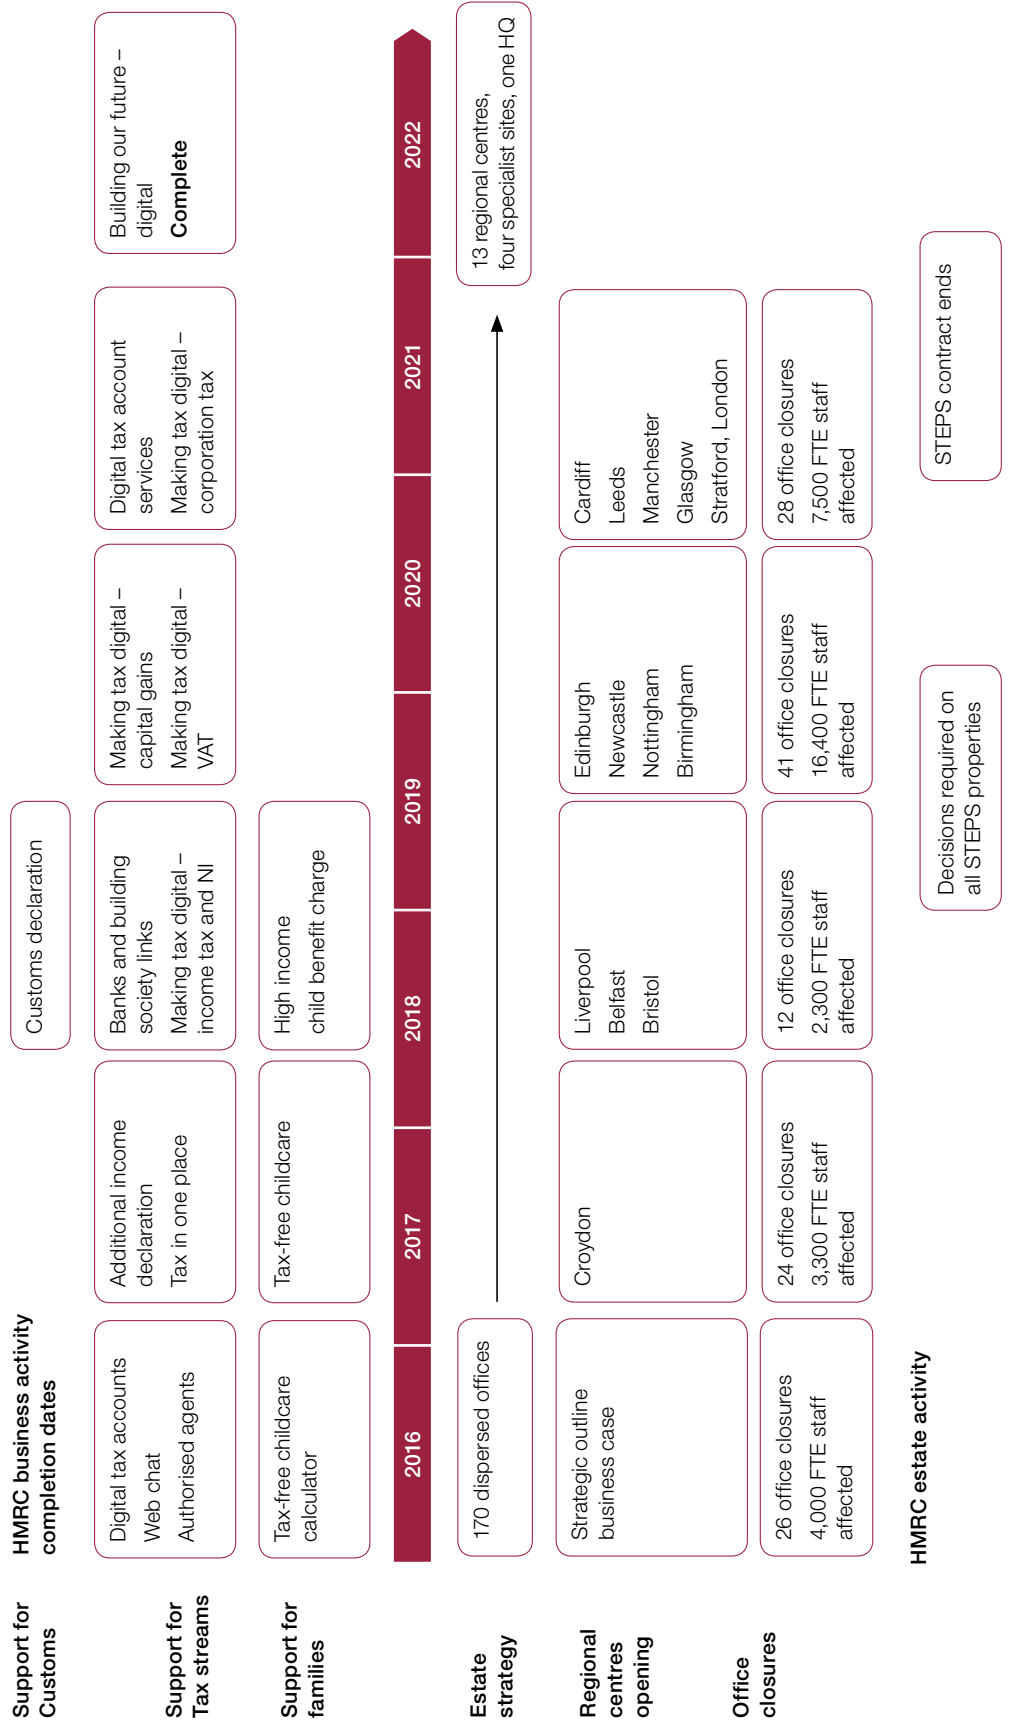 HMRC business activity
completion dates
Support for
Customs
Customs declaration
Support for
Tax streams
Digital tax accounts
Web chat
Authorised agents
Additional income
declaration
Tax in one place
Banks and building
society links
Making tax digital –
income tax and NI
Making tax digital –
capital gains
Making tax digital –
VAT
Digital tax account
services
Making tax digital –
corporation tax
Building our future –
digital
Complete
Support for
families
Tax-free childcare
calculator
Tax-free childcare
High income
child benefit charge
2016
2017
2018
2019
2020
2021
2022
Estate
strategy
170 dispersed offices
13 regional centres,
four specialist sites, one HQ
Regional
centres
opening
Strategic outline
business case
Croydon
Liverpool
Belfast
Bristol
Edinburgh
Newcastle
Nottingham
Birmingham
Cardiff
Leeds
Manchester
Glasgow
Stratford, London
Office
closures
26 office closures
4,000 FTE staff
affected
24 office closures
3,300 FTE staff
affected
12 office closures
2,300 FTE staff
affected
41 office closures
16,400 FTE staff
affected
28 office closures
7,500 FTE staff
affected
HMRC estate activity
Decisions required on
all STEPS properties
STEPS contract ends